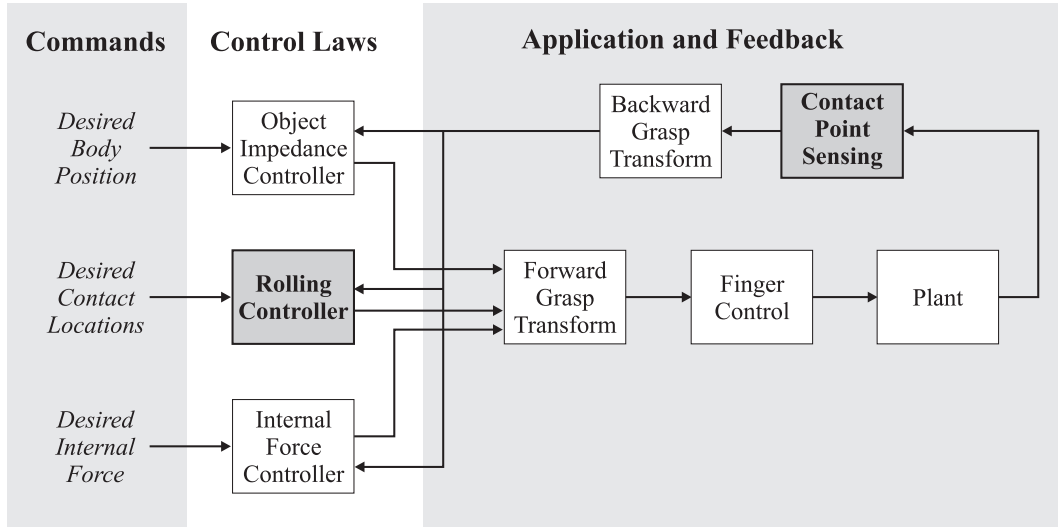 Commands
Control Laws
Application and Feedback
Desired
Body
Position
Object
Impedance
Controller
Backward
Grasp
Transform
Contact
Point
Sensing
Desired
Contact
Locations
Rolling
Controller
Forward
Grasp
Transform
Finger
Control
Plant
Desired
Internal
Force
Internal
Force
Controller